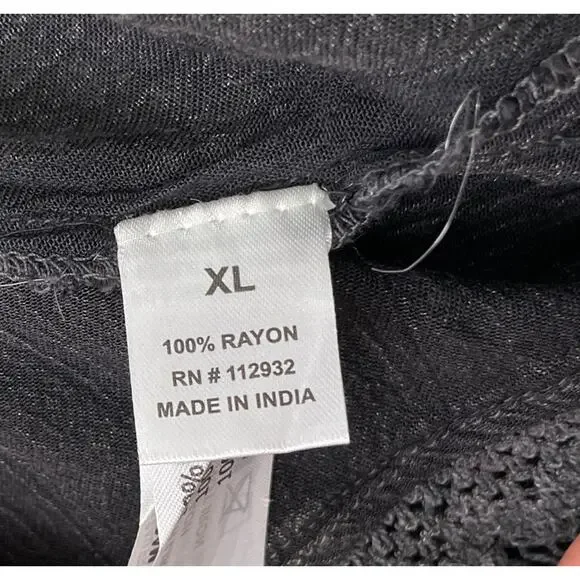 XL
100% RAYON
RN # 112932
MADE IN INDIA